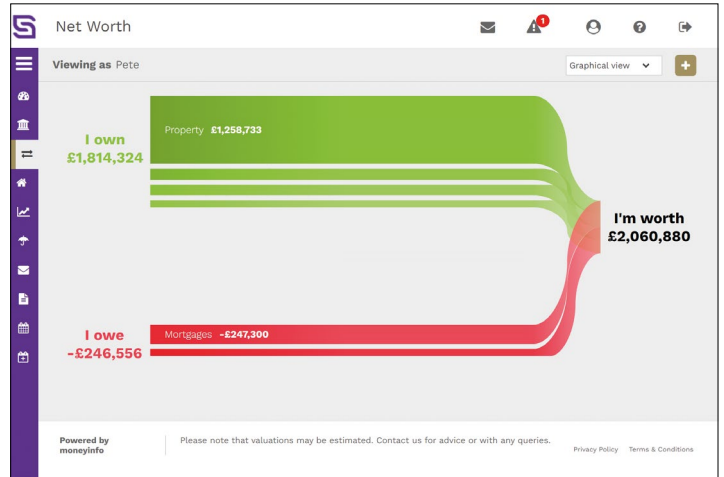 Net Worth
1
Viewing as Pete
Graphical view
I own
£1,814,324
Property £1,258,733
I'm worth
£2,060,880
I owe
-£246,556
Mortgages -£247,300
Powered by
moneyinfo
Please note that valuations may be estimated. Contact us for advice or with any queries.
Privacy Policy Terms & Conditions